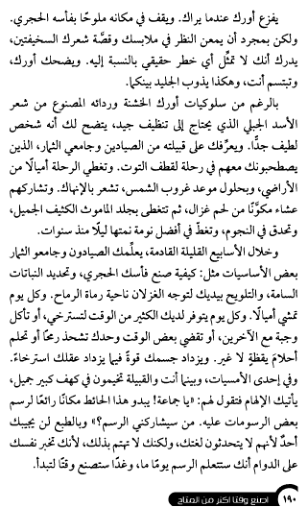 يفزع أورك عندما يراك. ويقف في مكانه ملوحًا بفأسه الحجري.
ولكن بمجرد أن يمعن النظر في ملابسك وقصَّة شعرك السخيفتين،
يدرك أنك لا تمثِّل أي خطر حقيقي بالنسبة إليه. ويضحك أورك،
وتبتسم أنت، وهكذا يذوب الجليد بينكما.
بالرغم من سلوكيات أورك الخشنة وردائه المصنوع من شعر
الأسد الجبلي الذي يحتاج إلى تنظيف جيد، يتضح لك أنه شخص
لطيف جدًّا. ويعرِّفك على قبيلته من الصيادين وجامعي الثمار، الذين
يصطحبونك معهم في رحلة لقطف التوت. وتغطي الرحلة أميالًا من
الأراضي، وبحلول موعد غروب الشمس، تشعر بالإنهاك. وتشاركهم
عشاء مكوَّنًا من لحم غزال، ثم تتغطى بجلد الماموث الكثيف الجميل،
وتحدق في النجوم، وتغطُّ في أفضل نومة نمتها ليلًا منذ سنوات.
وخلال الأسابيع القليلة القادمة، يعلِّمك الصيادون وجامعو الثمار
بعض الأساسيات مثل: كيفية صنع فأسك الحجري، وتحديد النباتات
السامة، والتلويح بيديك لتوجه الغزلان ناحية رماة الرماح. وكل يوم
تمشي أميالًا. وكل يوم يتوفر لديك الكثير من الوقت لتسترخي، أو تأكل
وجبة مع الآخرين، أو تقضي بعض الوقت وحدك تشحذ رمحًا أو تحلم
أحلامَ يقظةٍ لا غير. ويزداد جسمك قوةً فيما يزداد عقلك استرخاءً.
وفي إحدى الأمسيات، وبينما أنت والقبيلة تخيمون في كهف كبير جميل،
يأتيك الإلهام فتقول لهم: «يا جماعة! يبدو هذا الحائط مكانًا رائعًا لرسم
بعض الرسومات عليه. من سيشاركني الرسم؟» وبالطبع لن يجيبك
أحدٌ لأنهم لا يتحدثون لغتك، ولكنك لا تهتم بذلك، لأنك تخبر نفسك
على الدوام أنك ستتعلم الرسم يومًا ما، وغدًا ستصنع وقتًا لتبدأ.
١٩٠ اصنع وقتًا أكثر من المتاح